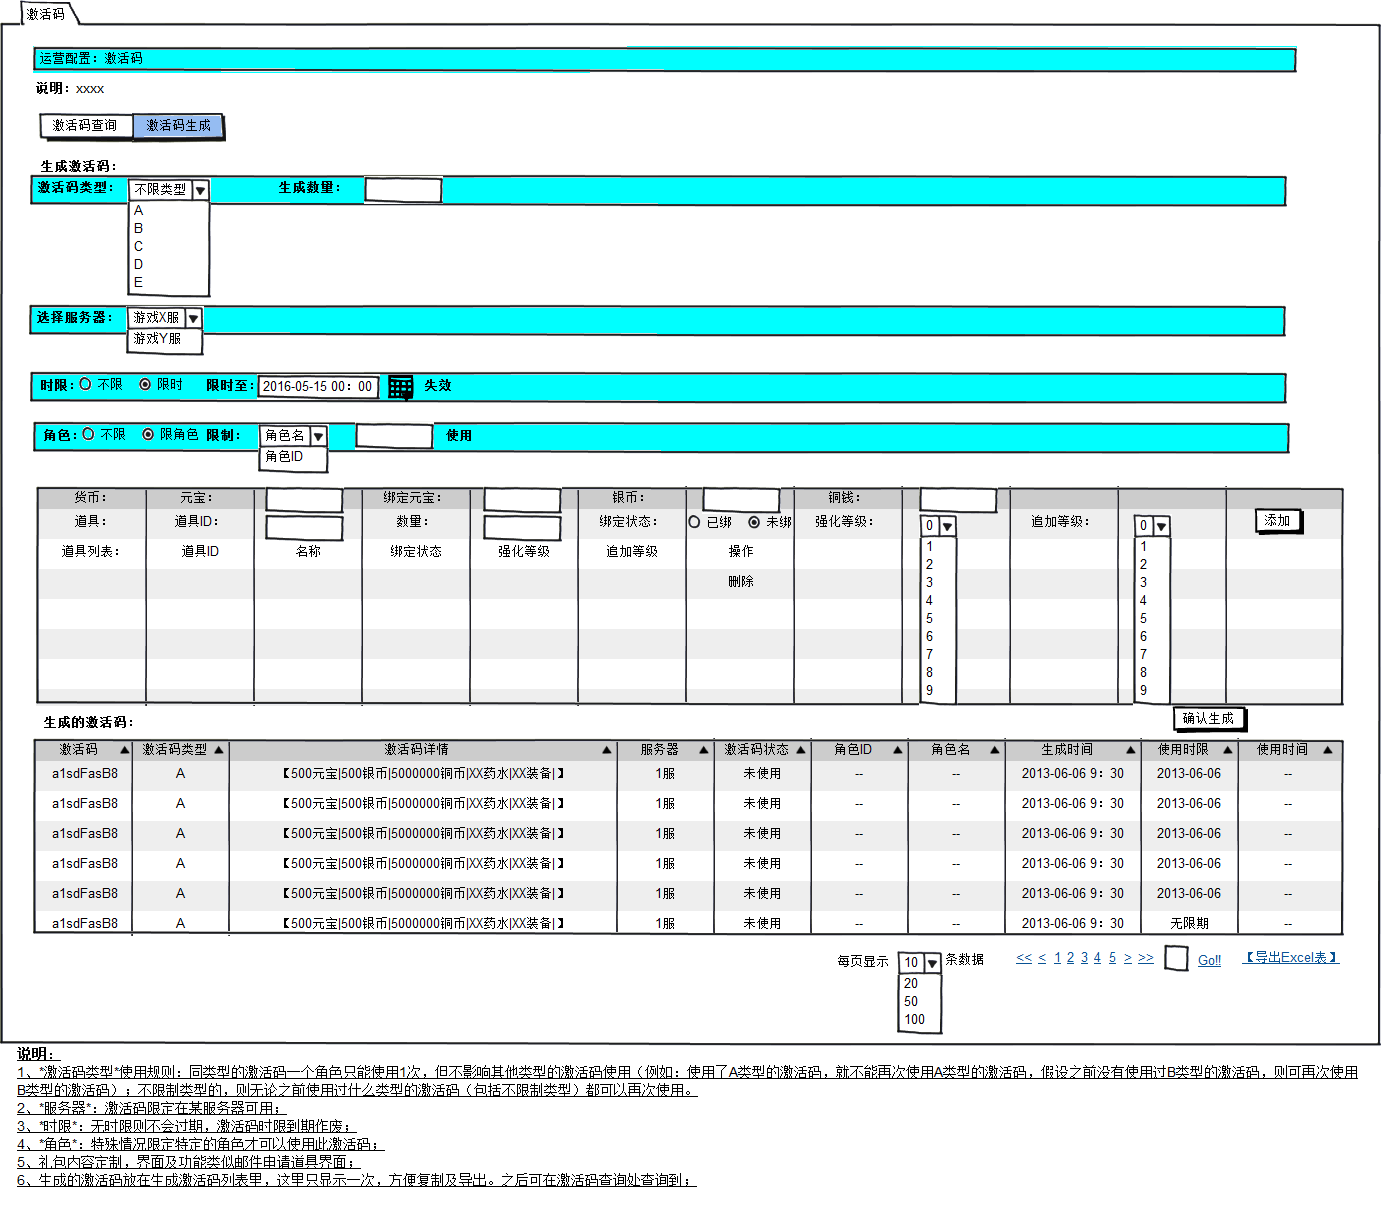 激活码
运营配置：激活码
说明：xxxx
激活码查询 激活码生成
生成激活码：
激活码类型： 不限类型 生成数量：
A
B
C
D
E
选择服务器： 游戏X服
游戏Y服
时限： 不限 限时 限时至： 2016-05-15 00：00 失效
角色： 不限 限角色 限制： 角色名 使用
角色ID
货币： 元宝： 绑定元宝： 银币： 铜钱：
道具： 道具ID： 数量： 绑定状态： 已绑 未绑 强化等级： 0 追加等级： 0 添加
道具列表： 道具ID 名称 绑定状态 强化等级 追加等级 操作 1 1
2 2
删除 3 3
4 4
5 5
6 6
7 7
8 8
9 9
生成的激活码： 确认生成
激活码 激活码类型 激活码详情 服务器 激活码状态 角色ID 角色名 生成时间 使用时限 使用时间
a1sdFasB8 A 【500元宝|500银币|5000000铜币|XX药水|XX装备|】 1服 未使用 -- -- 2013-06-06 9：30 2013-06-06 --
a1sdFasB8 A 【500元宝|500银币|5000000铜币|XX药水|XX装备|】 1服 未使用 -- -- 2013-06-06 9：30 2013-06-06 --
a1sdFasB8 A 【500元宝|500银币|5000000铜币|XX药水|XX装备|】 1服 未使用 -- -- 2013-06-06 9：30 2013-06-06 --
a1sdFasB8 A 【500元宝|500银币|5000000铜币|XX药水|XX装备|】 1服 未使用 -- -- 2013-06-06 9：30 2013-06-06 --
a1sdFasB8 A 【500元宝|500银币|5000000铜币|XX药水|XX装备|】 1服 未使用 -- -- 2013-06-06 9：30 2013-06-06 --
a1sdFasB8 A 【500元宝|500银币|5000000铜币|XX药水|XX装备|】 1服 未使用 -- -- 2013-06-06 9：30 无限期 --
每页显示 10 条数据 << < 1 2 3 4 5 > >> Go!! 【导出Excel表】
20
50
100
说明：
1、*激活码类型*使用规则：同类型的激活码一个角色只能使用1次，但不影响其他类型的激活码使用（例如：使用了A类型的激活码，就不能再次使用A类型的激活码，假设之前没有使用过B类型的激活码，则可再次使用
B类型的激活码）；不限制类型的，则无论之前使用过什么类型的激活码（包括不限制类型）都可以再次使用。
2、*服务器*：激活码限定在某服务器可用；
3、*时限*：无时限则不会过期，激活码时限到期作废；
4、*角色*：特殊情况限定特定的角色才可以使用此激活码；
5、礼包内容定制，界面及功能类似邮件申请道具界面；
6、生成的激活码放在生成激活码列表里，这里只显示一次，方便复制及导出。之后可在激活码查询处查询到；